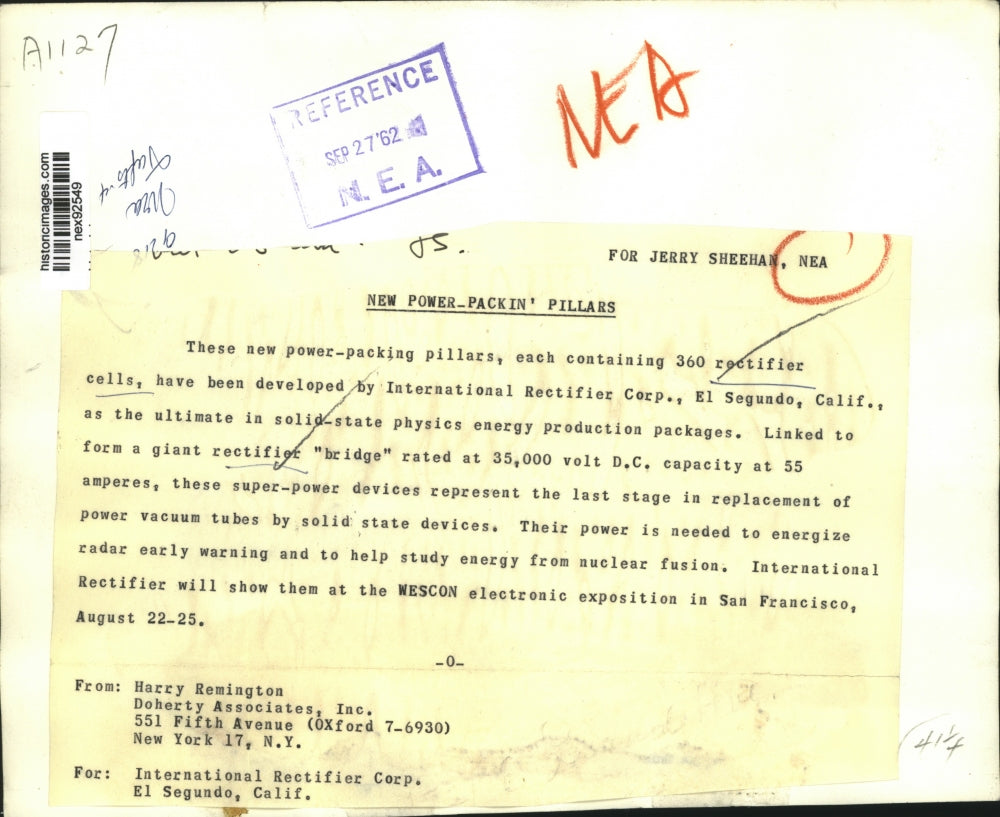 A1127
REFERENCE
SEP 27 '62
N. E. A.
NEA
historicimages.com
nex92549
FOR JERRY SHEEHAN, NEA
NEW POWER-PACKIN' PILLARS
These new power-packing pillars, each containing 360 rectifier
cells, have been developed by International Rectifier Corp., El Segundo, Calif.,
as the ultimate in solid-state physics energy production packages. Linked to
form a giant rectifier "bridge" rated at 35,000 volt D.C. capacity at 55
amperes, these super-power devices represent the last stage in replacement of
power vacuum tubes by solid state devices. Their power is needed to energize
radar early warning and to help study energy from nuclear fusion. International
Rectifier will show them at the WESCON electronic exposition in San Francisco,
August 22-25.
-0-
From: Harry Remington
Doherty Associates, Inc.
551 Fifth Avenue (OXford 7-6930)
New York 17, N.Y.
For: International Rectifier Corp.
El Segundo, Calif.
41¼